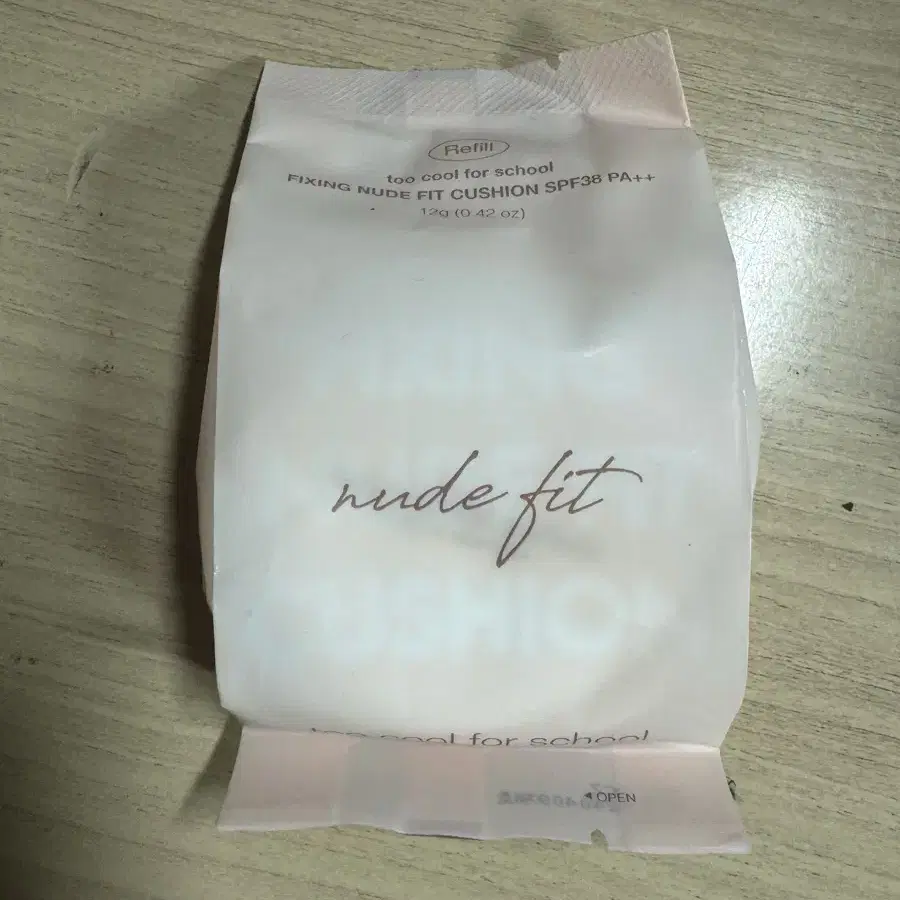 Refill
too cool for school
FIXING NUDE FIT CUSHION SPF38 PA++
12g (0.42 oz)
nude fit
CUSHION
too cool for school
◄ OPEN